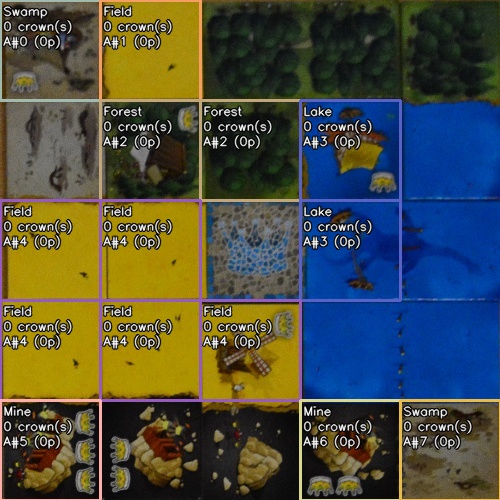 Swamp
0 crown(s)
A#0 (0p)
Field
0 crown(s)
A#1 (0p)
Forest
0 crown(s)
A#2 (0p)
Forest
0 crown(s)
A#2 (0p)
Lake
0 crown(s)
A#3 (0p)
Field
0 crown(s)
A#4 (0p)
Field
0 crown(s)
A#4 (0p)
Lake
0 crown(s)
A#3 (0p)
Field
0 crown(s)
A#4 (0p)
Field
0 crown(s)
A#4 (0p)
Field
0 crown(s)
A#4 (0p)
Mine
0 crown(s)
A#5 (0p)
Mine
0 crown(s)
A#6 (0p)
Swamp
0 crown(s)
A#7 (0p)